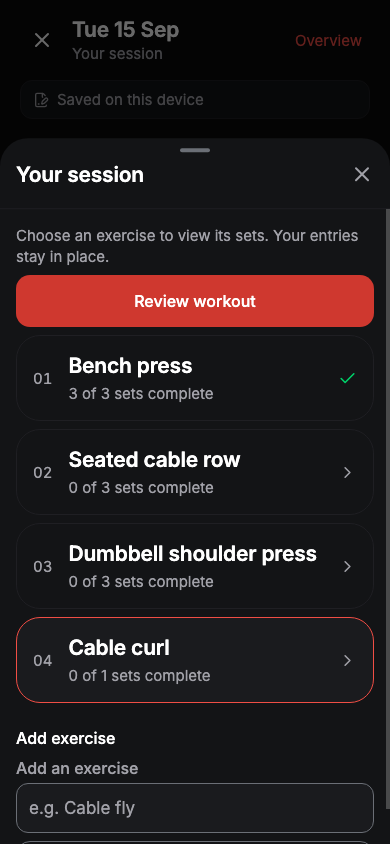 Tue 15 Sep
Your session
Overview
Saved on this device
Your session
Choose an exercise to view its sets. Your entries
stay in place.
Review workout
01
Bench press
3 of 3 sets complete
02
Seated cable row
0 of 3 sets complete
03
Dumbbell shoulder press
0 of 3 sets complete
04
Cable curl
0 of 1 sets complete
Add exercise
Add an exercise
e.g. Cable fly